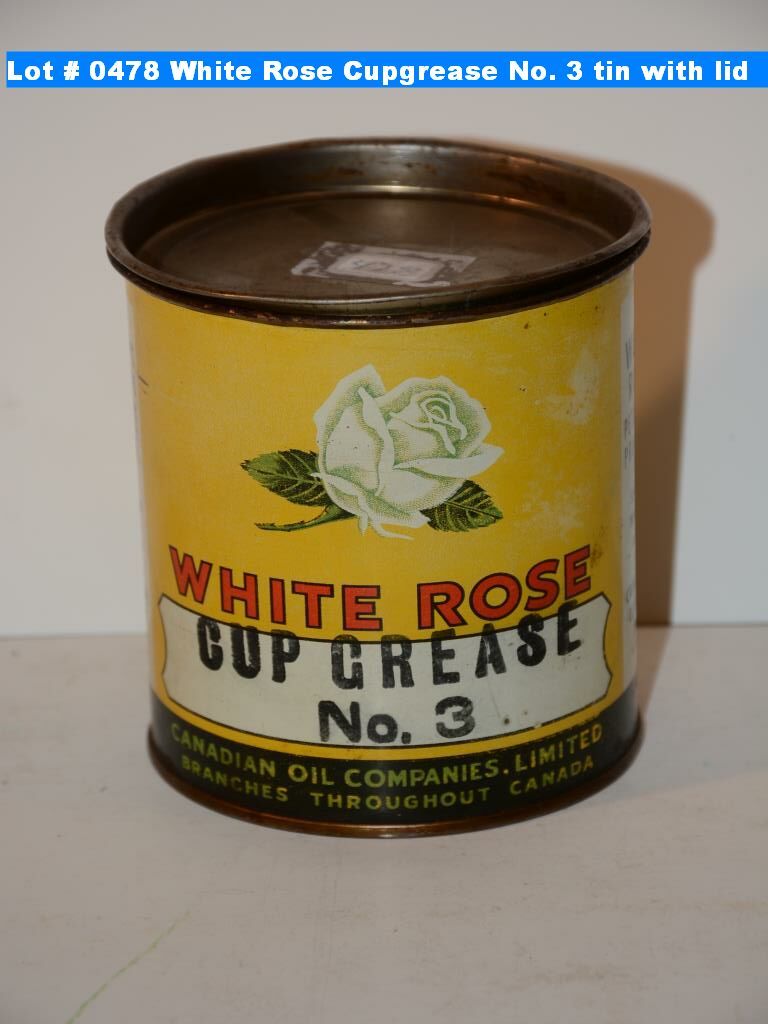 Lot # 0478 White Rose Cupgrease No. 3 tin with lid
WHITE ROSE
CUP GREASE
No. 3
CANADIAN OIL COMPANIES. LIMITED
BRANCHES THROUGHOUT CANADA